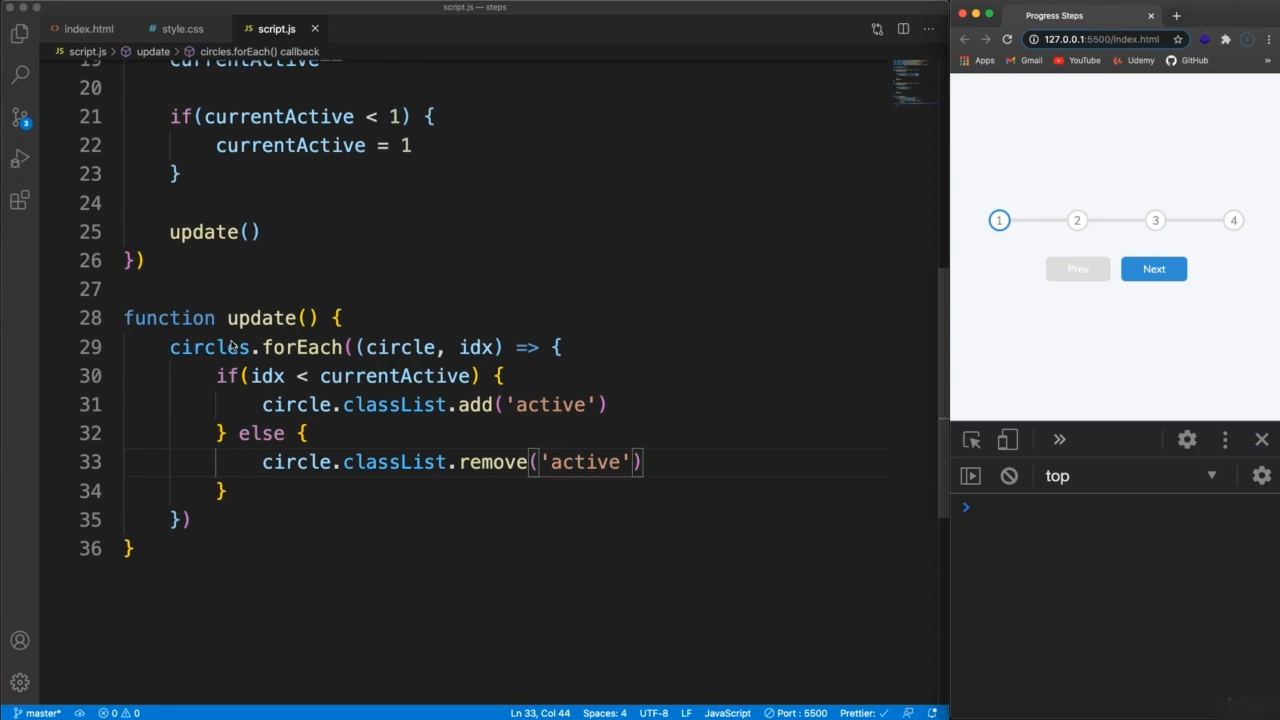 script.js — steps
index.html
style.css
JS script.js
JS script.js > update > circles.forEach() callback
19 currentActive--
20
21 if(currentActive < 1) {
22 currentActive = 1
23 }
24
25 update()
26 })
27
28 function update() {
29 circles.forEach((circle, idx) => {
30 if(idx < currentActive) {
31 circle.classList.add('active')
32 } else {
33 circle.classList.remove('active')
34 }
35 })
36 }
3
master* 0 0 Ln 33, Col 44 Spaces: 4 UTF-8 LF JavaScript Port : 5500 Prettier: ✓
Progress Steps
127.0.0.1:5500/index.html
Apps Gmail YouTube Udemy GitHub »
1 2 3 4
Prev Next
top